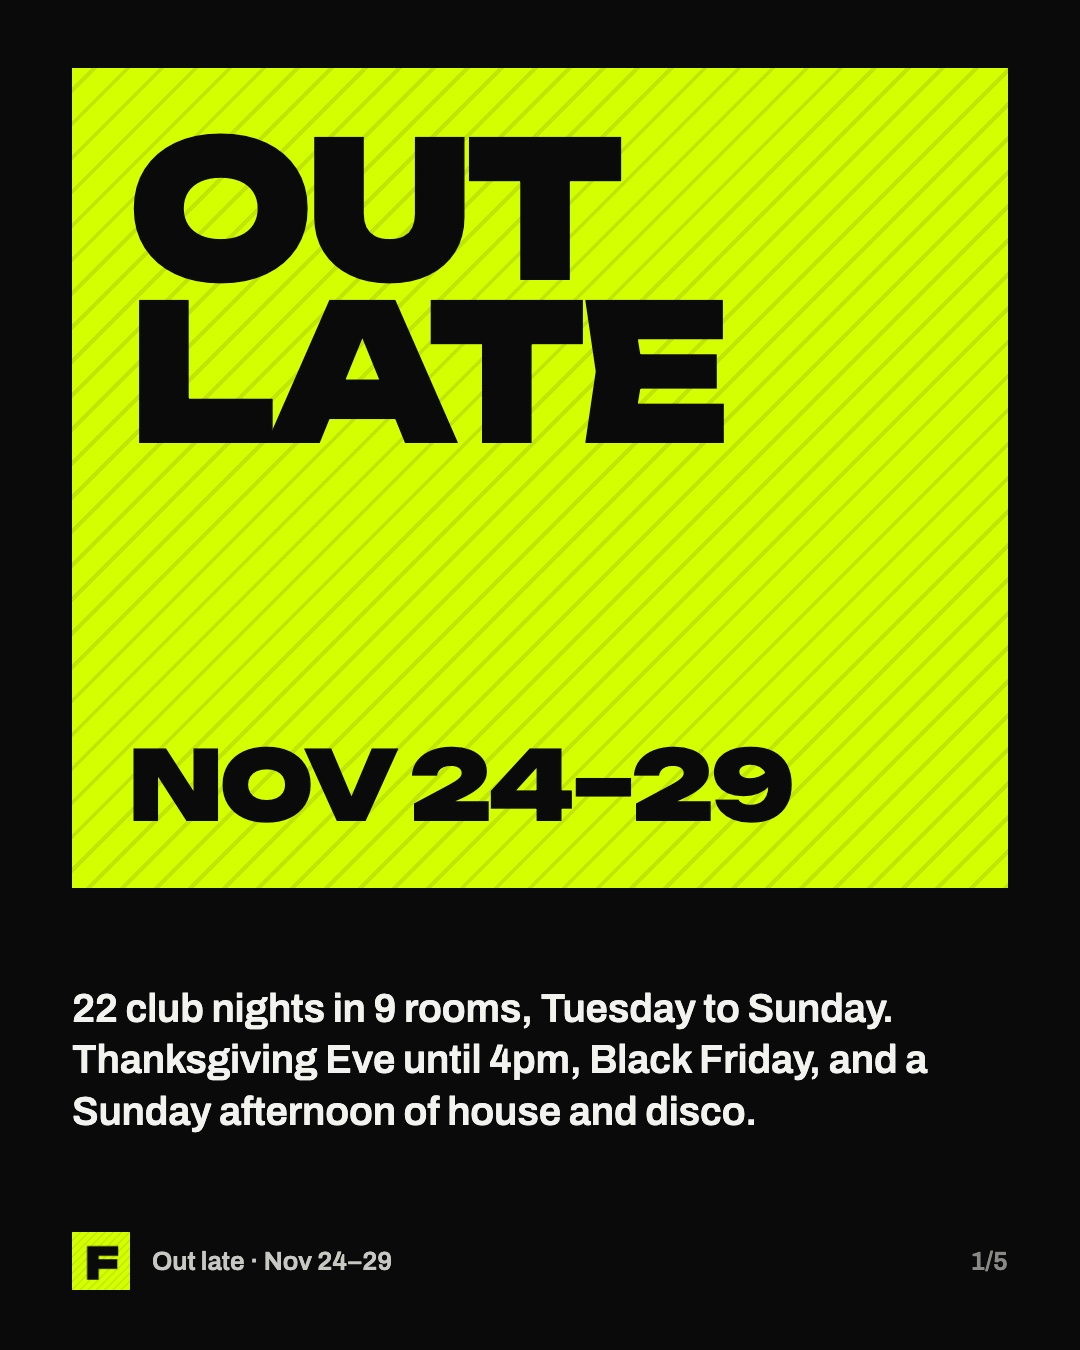 OUT
LATE
NOV 24–29
22 club nights in 9 rooms, Tuesday to Sunday.
Thanksgiving Eve until 4pm, Black Friday, and a
Sunday afternoon of house and disco.
F
Out late · Nov 24–29
1/5